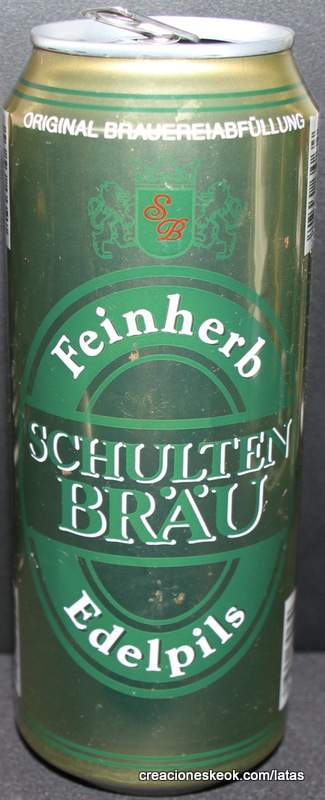 ORIGINAL BRAUEREIABFÜLLUNG
SB
Feinherb
SCHULTEN
BRÄU
Edelpils
creacioneskeok.com/latas